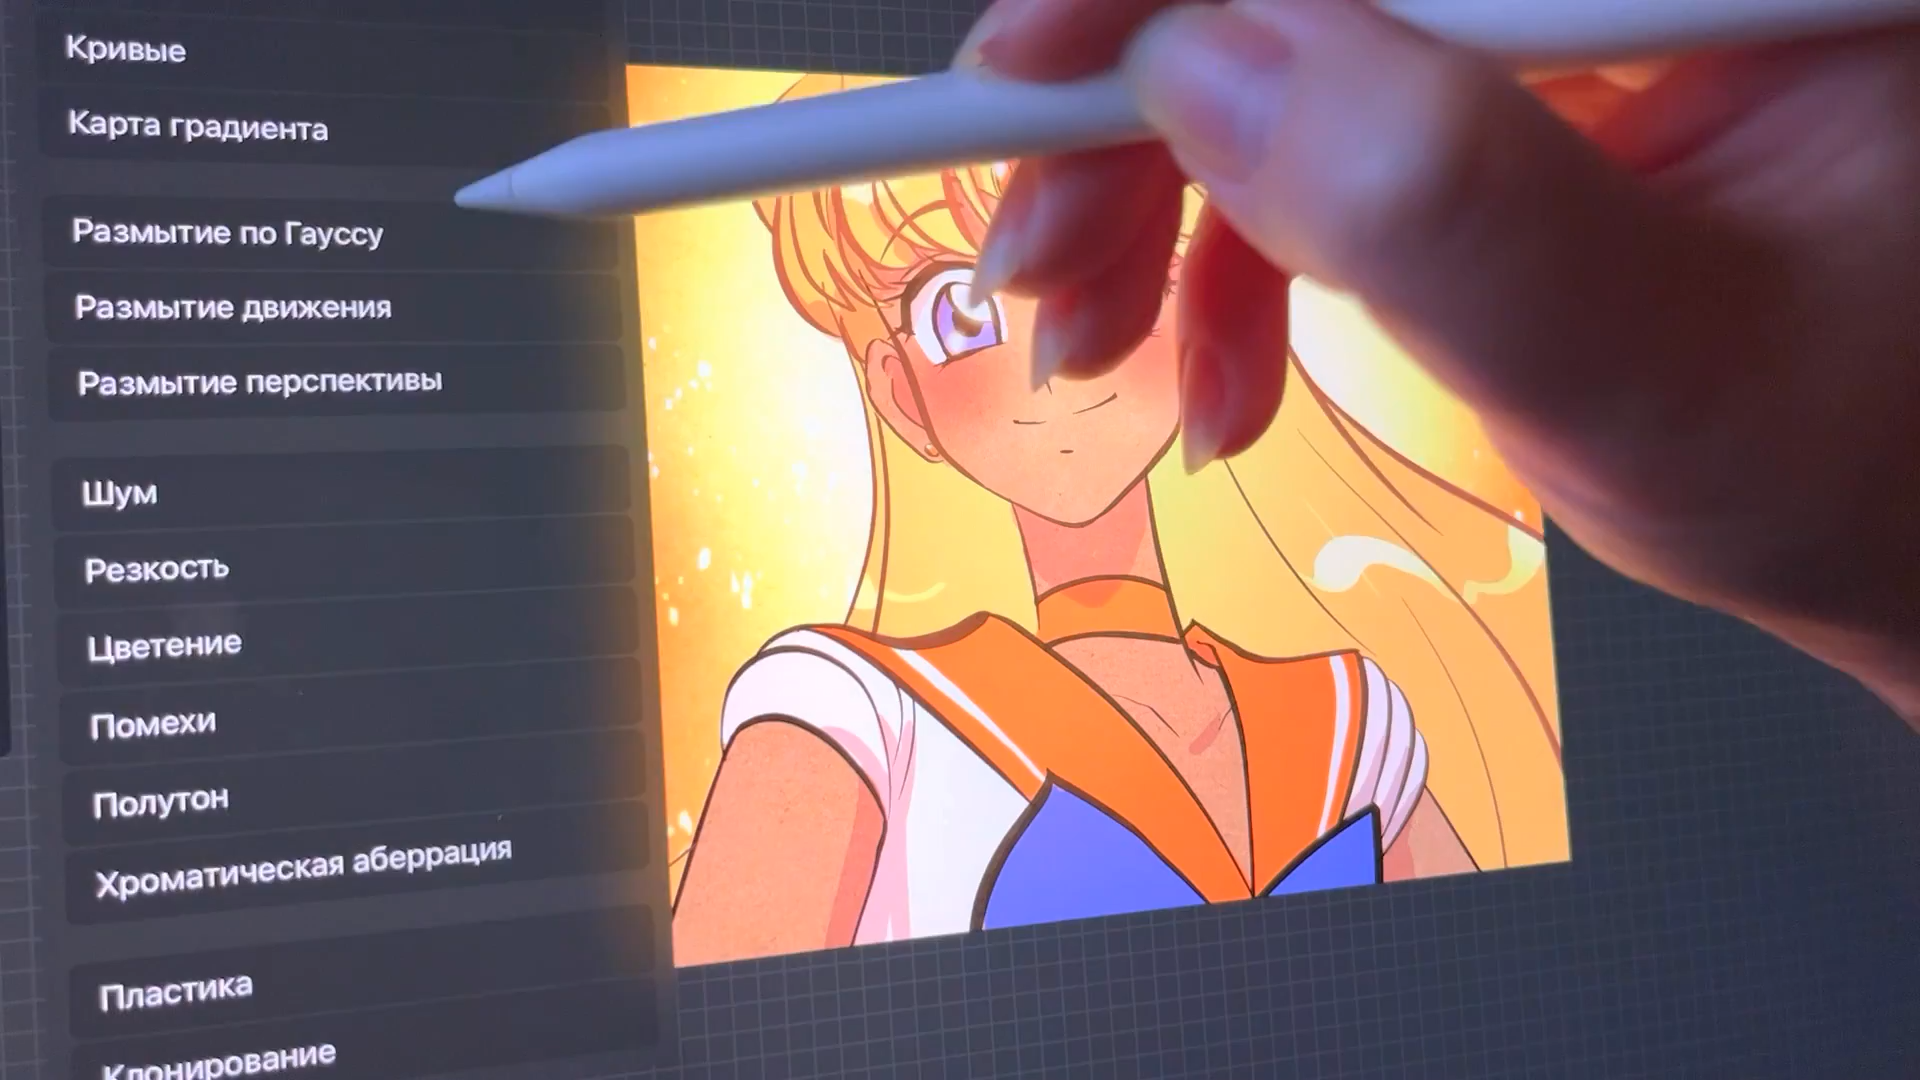 Кривые
Карта градиента
Размытие по Гауссу
Размытие движения
Размытие перспективы
Шум
Резкость
Цветение
Помехи
Полутон
Хроматическая аберрация
Пластика
Клонирование